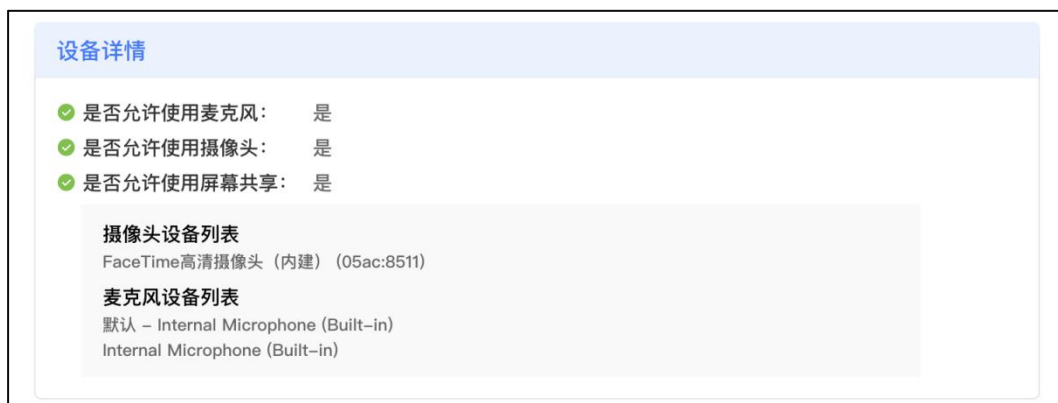 设备详情
是否允许使用麦克风： 是
是否允许使用摄像头： 是
是否允许使用屏幕共享： 是
摄像头设备列表
FaceTime高清摄像头（内建） (05ac:8511)
麦克风设备列表
默认 – Internal Microphone (Built-in)
Internal Microphone (Built-in)